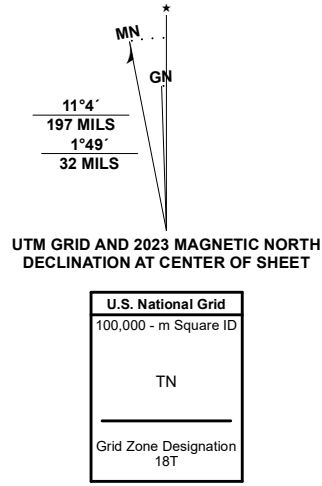 MN
GN
11°4´
197 MILS
1°49´
32 MILS
UTM GRID AND 2023 MAGNETIC NORTH
DECLINATION AT CENTER OF SHEET
U.S. National Grid
100,000 - m Square ID
TN
Grid Zone Designation
18T